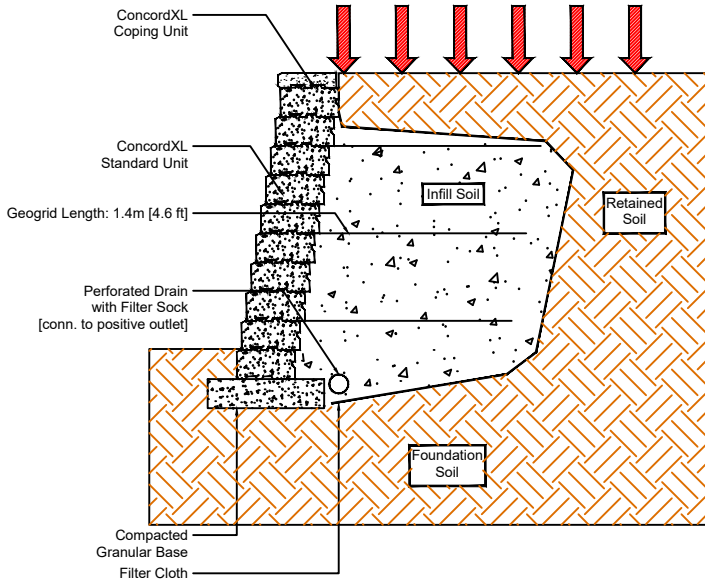 ConcordXL
Coping Unit
ConcordXL
Standard Unit
Infill Soil
Retained
Soil
Geogrid Length: 1.4m [4.6 ft]
Perforated Drain
with Filter Sock
[conn. to positive outlet]
Foundation
Soil
Compacted
Granular Base
Filter Cloth